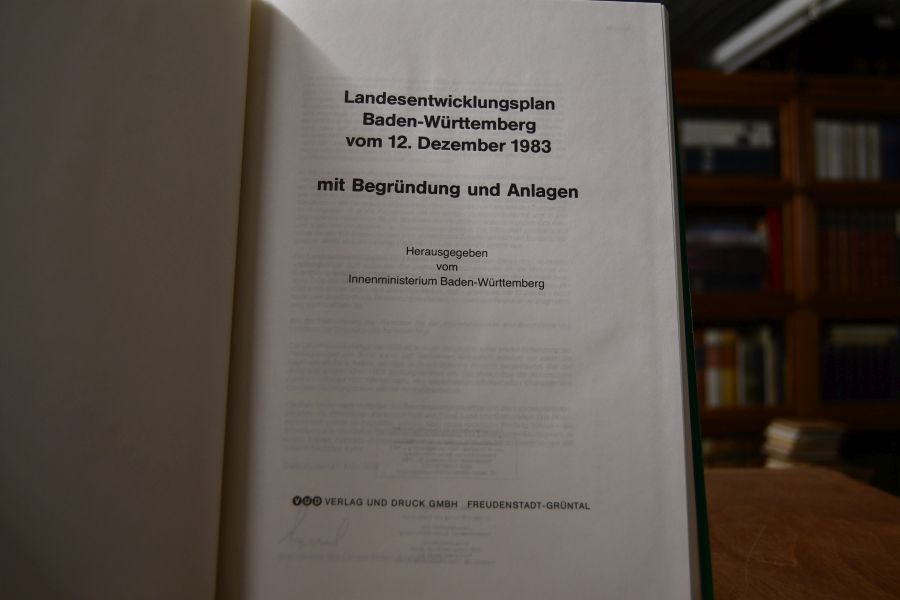 Landesentwicklungsplan
Baden-Württemberg
vom 12. Dezember 1983
mit Begründung und Anlagen
Herausgegeben
vom
Innenministerium Baden-Württemberg
VUD VERLAG UND DRUCK GMBH FREUDENSTADT-GRÜNTAL